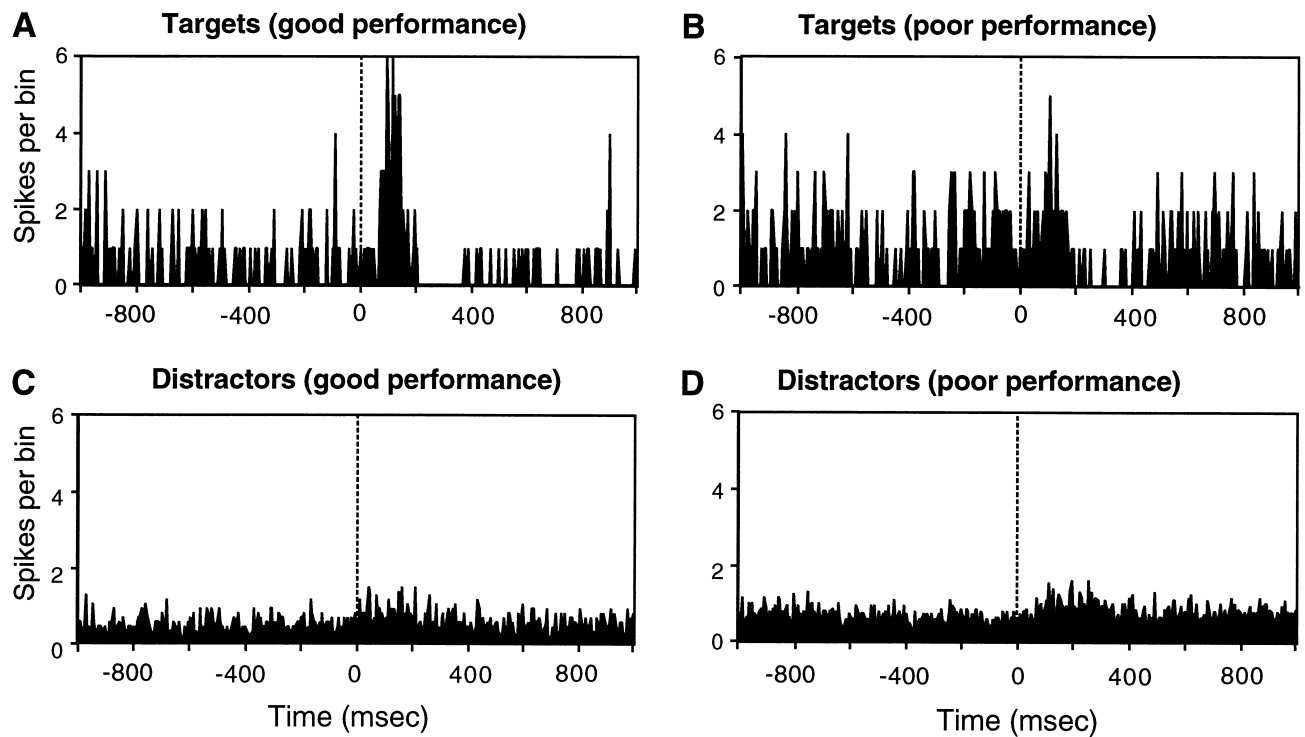 A Targets (good performance)
B Targets (poor performance)
Spikes per bin
6
4
2
0
-800 -400 0 400 800
6
4
2
0
-800 -400 0 400 800
C Distractors (good performance)
D Distractors (poor performance)
Spikes per bin
6
4
2
0
-800 -400 0 400 800
Time (msec)
6
4
2
0
-800 -400 0 400 800
Time (msec)